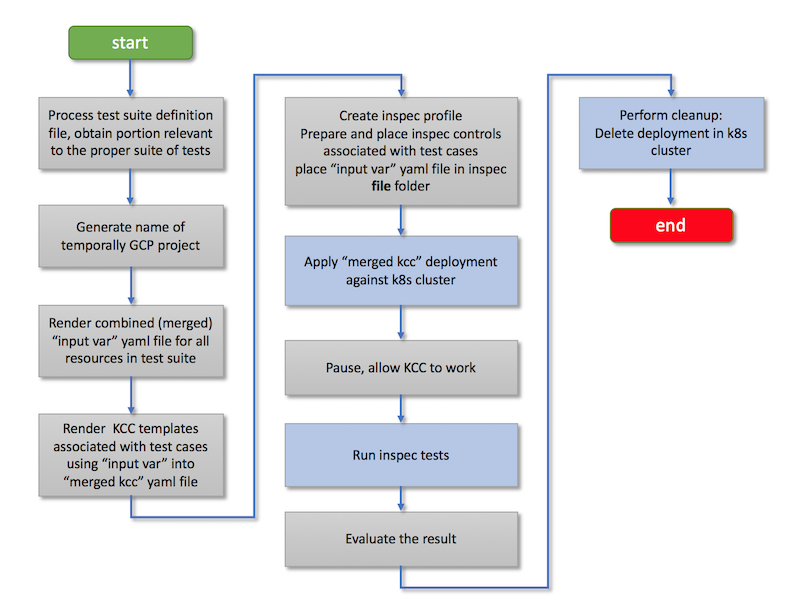 start
Process test suite definition
file, obtain portion relevant
to the proper suite of tests
Generate name of
temporally GCP project
Render combined (merged)
“input var” yaml file for all
resources in test suite
Render KCC templates
associated with test cases
using “input var” into
“merged kcc” yaml file
Create inspec profile
Prepare and place inspec controls
associated with test cases
place “input var” yaml file in inspec
file folder
Apply “merged kcc” deployment
against k8s cluster
Pause, allow KCC to work
Run inspec tests
Evaluate the result
Perform cleanup:
Delete deployment in k8s
cluster
end